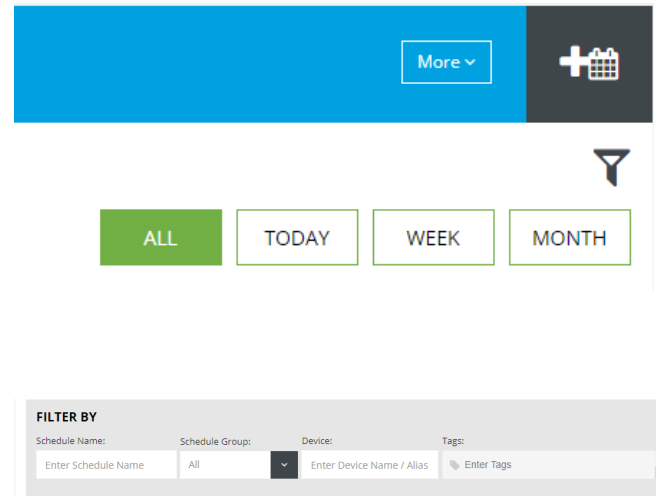 More
ALL TODAY WEEK MONTH
FILTER BY
Schedule Name: Schedule Group: Device: Tags:
Enter Schedule Name All Enter Device Name / Alias Enter Tags